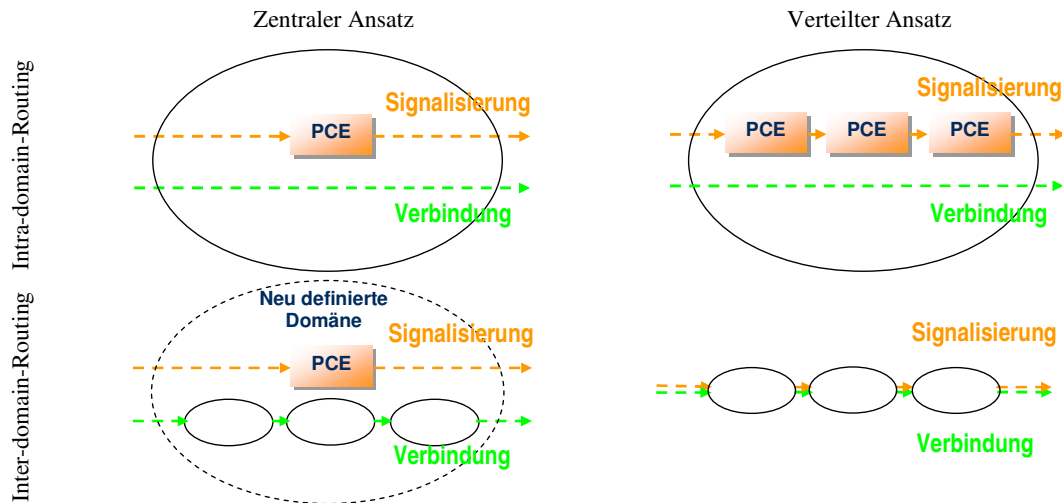 Zentraler Ansatz
Verteilter Ansatz
Intra-domain-Routing
Signalisierung
PCE
Verbindung
Signalisierung
PCE
PCE
PCE
Verbindung
Inter-domain-Routing
Neu definierte
Domäne
Signalisierung
PCE
Verbindung
Signalisierung
Verbindung